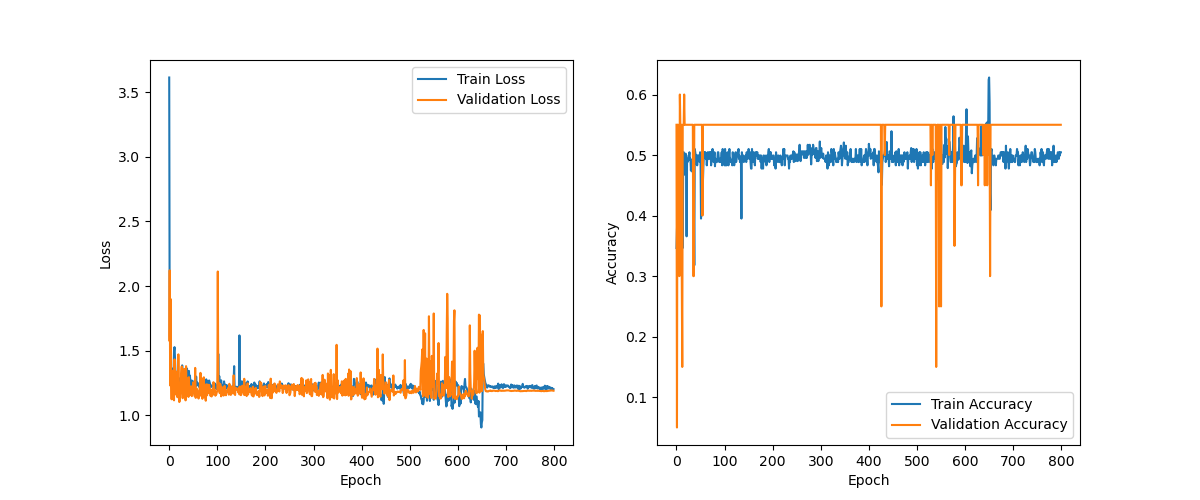 Train Loss
Validation Loss
3.5
3.0
2.5
2.0
1.5
1.0
Loss
0 100 200 300 400 500 600 700 800
Epoch
0.6
0.5
0.4
0.3
0.2
0.1
Accuracy
Train Accuracy
Validation Accuracy
0 100 200 300 400 500 600 700 800
Epoch